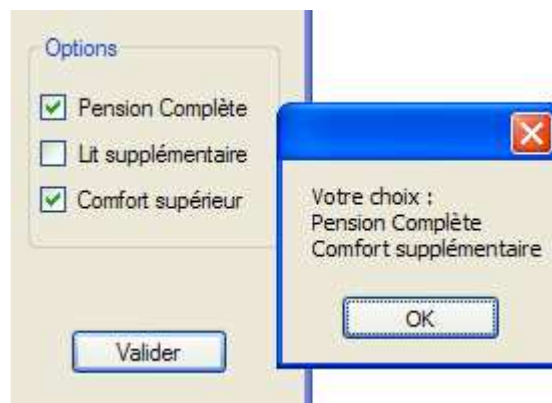 Options
Pension Complète
Lit supplémentaire
Comfort supérieur
Valider
Votre choix :
Pension Complète
Comfort supplémentaire
OK